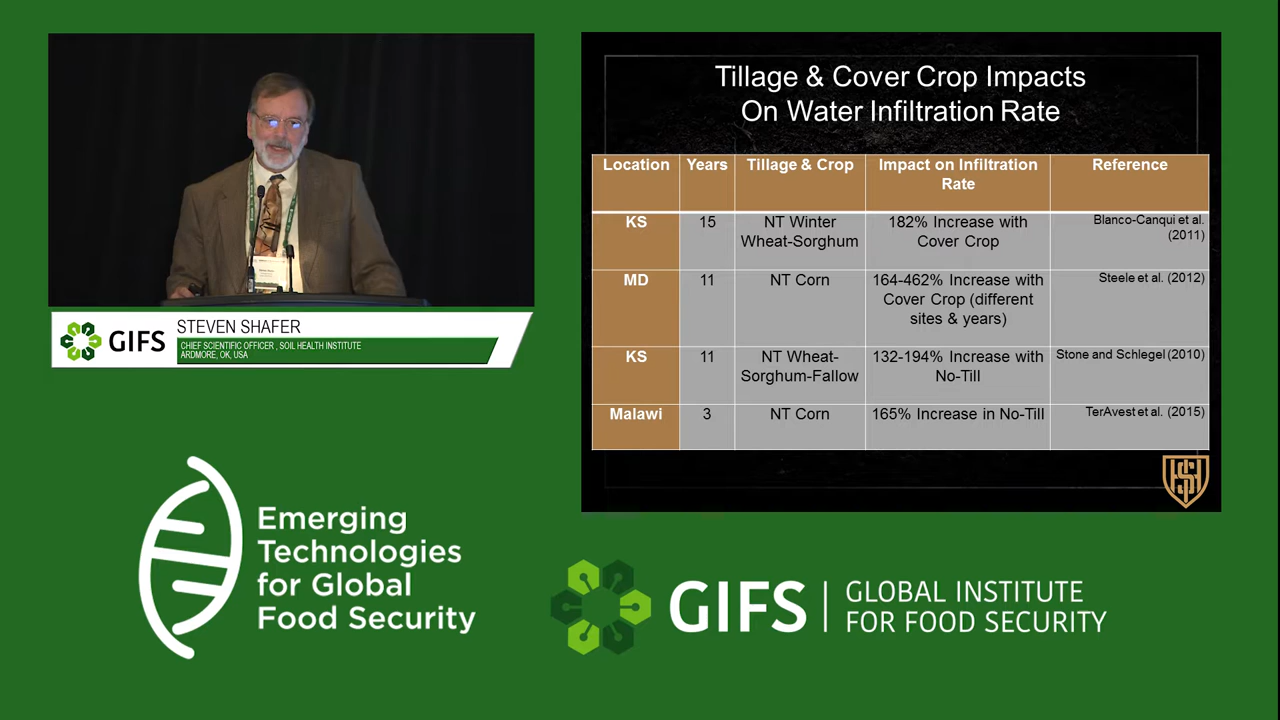 STEVEN SHAFER
CHIEF SCIENTIFIC OFFICER , SOIL HEALTH INSTITUTE
ARDMORE, OK, USA
GIFS
Tillage & Cover Crop Impacts
On Water Infiltration Rate
Location Years Tillage & Crop Impact on Infiltration
Rate Reference
KS 15 NT Winter
Wheat-Sorghum 182% Increase with
Cover Crop Blanco-Canqui et al.
(2011)
MD 11 NT Corn 164-462% Increase with
Cover Crop (different
sites & years) Steele et al. (2012)
KS 11 NT Wheat-
Sorghum-Fallow 132-194% Increase with
No-Till Stone and Schlegel (2010)
Malawi 3 NT Corn 165% Increase in No-Till TerAvest et al. (2015)
Emerging
Technologies
for Global
Food Security
GIFS
GLOBAL INSTITUTE
FOR FOOD SECURITY